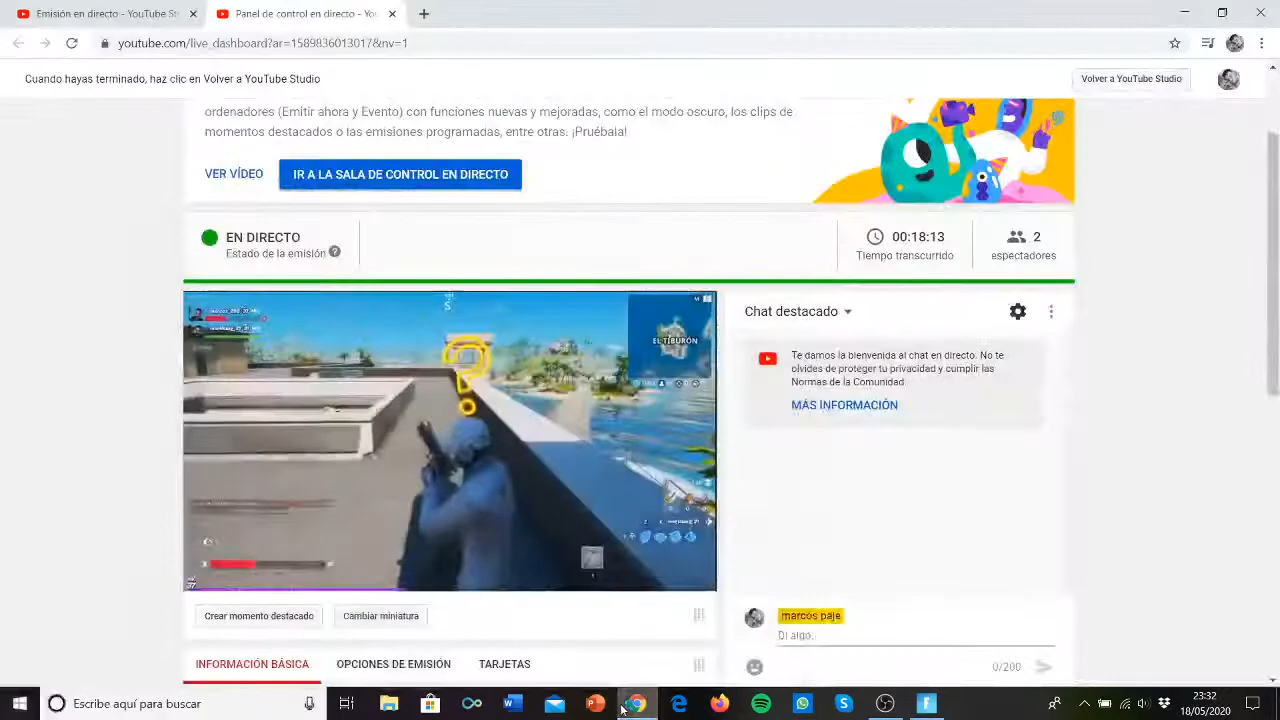 Emisión en directo - YouTube St
Panel de control en directo - You
youtube.com/live_dashboard?ar=1589836013017&nv=1
Cuando hayas terminado, haz clic en Volver a YouTube Studio
Volver a YouTube Studio
ordenadores (Emitir ahora y Evento) con funciones nuevas y mejoradas, como el modo oscuro, los clips de
momentos destacados o las emisiones programadas, entre otras. ¡Pruébala!
VER VÍDEO
IR A LA SALA DE CONTROL EN DIRECTO
EN DIRECTO
Estado de la emisión
00:18:13
Tiempo transcurrido
2
espectadores
S
EL TIBURÓN
Chat destacado
Te damos la bienvenida al chat en directo. No te
olvides de proteger tu privacidad y cumplir las
Normas de la Comunidad.
MÁS INFORMACIÓN
Crear momento destacado
Cambiar miniatura
marcos paje
Di algo...
0/200
INFORMACIÓN BÁSICA
OPCIONES DE EMISIÓN
TARJETAS
Escribe aquí para buscar
23:32
18/05/2020